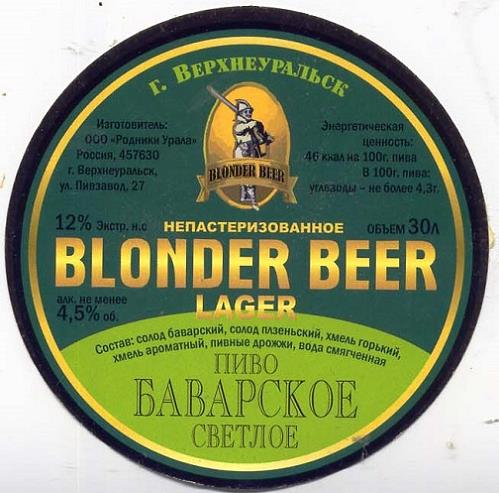 г. Верхнеуральск
Изготовитель:
ООО «Родники Урала»
Россия, 457630
г. Верхнеуральск,
ул. Пивзавод, 27
BLONDER BEER
Энергетическая
ценность:
46 ккал на 100г. пива
В 100г. пива:
углеводы - не более 4,3г.
12% Экстр. н.с
НЕПАСТЕРИЗОВАННОЕ
ОБЪЕМ 30Л
BLONDER BEER
LAGER
алк. не менее
4,5% об.
Состав: солод баварский, солод плзеньский, хмель горький,
хмель ароматный, пивные дрожжи, вода смягченная
ПИВО
БАВАРСКОЕ
СВЕТЛОЕ